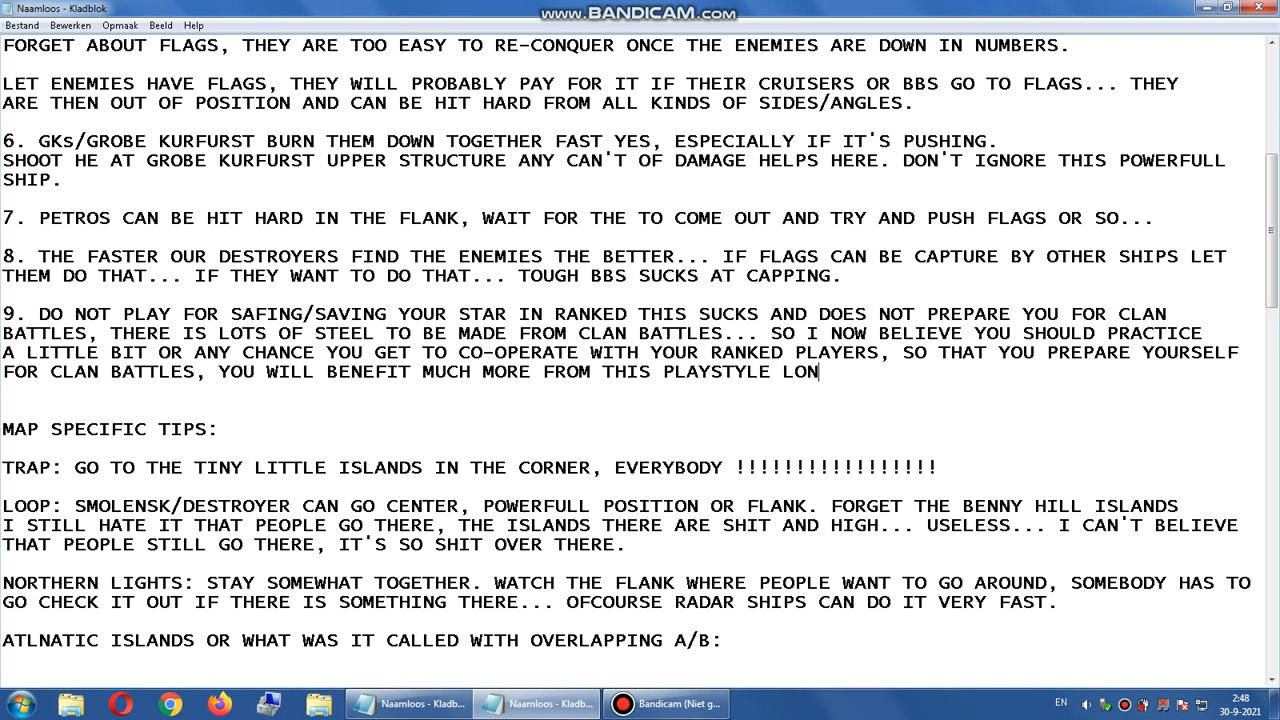 Naamloos - Kladblok
www.BANDICAM.com
Bestand Bewerken Opmaak Beeld Help
FORGET ABOUT FLAGS, THEY ARE TOO EASY TO RE-CONQUER ONCE THE ENEMIES ARE DOWN IN NUMBERS.
LET ENEMIES HAVE FLAGS, THEY WILL PROBABLY PAY FOR IT IF THEIR CRUISERS OR BBS GO TO FLAGS... THEY
ARE THEN OUT OF POSITION AND CAN BE HIT HARD FROM ALL KINDS OF SIDES/ANGLES.
6. GKs/GROBE KURFURST BURN THEM DOWN TOGETHER FAST YES, ESPECIALLY IF IT'S PUSHING.
SHOOT HE AT GROBE KURFURST UPPER STRUCTURE ANY CAN'T OF DAMAGE HELPS HERE. DON'T IGNORE THIS POWERFULL
SHIP.
7. PETROS CAN BE HIT HARD IN THE FLANK, WAIT FOR THE TO COME OUT AND TRY AND PUSH FLAGS OR SO...
8. THE FASTER OUR DESTROYERS FIND THE ENEMIES THE BETTER... IF FLAGS CAN BE CAPTURE BY OTHER SHIPS LET
THEM DO THAT... IF THEY WANT TO DO THAT... TOUGH BBS SUCKS AT CAPPING.
9. DO NOT PLAY FOR SAFING/SAVING YOUR STAR IN RANKED THIS SUCKS AND DOES NOT PREPARE YOU FOR CLAN
BATTLES, THERE IS LOTS OF STEEL TO BE MADE FROM CLAN BATTLES... SO I NOW BELIEVE YOU SHOULD PRACTICE
A LITTLE BIT OR ANY CHANCE YOU GET TO CO-OPERATE WITH YOUR RANKED PLAYERS, SO THAT YOU PREPARE YOURSELF
FOR CLAN BATTLES, YOU WILL BENEFIT MUCH MORE FROM THIS PLAYSTYLE LON
MAP SPECIFIC TIPS:
TRAP: GO TO THE TINY LITTLE ISLANDS IN THE CORNER, EVERYBODY !!!!!!!!!!!!!!!!!
LOOP: SMOLENSK/DESTROYER CAN GO CENTER, POWERFULL POSITION OR FLANK. FORGET THE BENNY HILL ISLANDS
I STILL HATE IT THAT PEOPLE GO THERE, THE ISLANDS THERE ARE SHIT AND HIGH... USELESS... I CAN'T BELIEVE
THAT PEOPLE STILL GO THERE, IT'S SO SHIT OVER THERE.
NORTHERN LIGHTS: STAY SOMEWHAT TOGETHER. WATCH THE FLANK WHERE PEOPLE WANT TO GO AROUND, SOMEBODY HAS TO
GO CHECK IT OUT IF THERE IS SOMETHING THERE... OFCOURSE RADAR SHIPS CAN DO IT VERY FAST.
ATLNATIC ISLANDS OR WHAT WAS IT CALLED WITH OVERLAPPING A/B:
Naamloos - Kladb... Naamloos - Kladb... Bandicam (Niet g... EN 2:48
30-9-2021